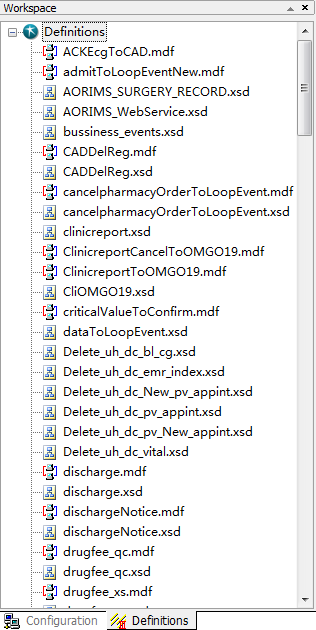 Workspace
Definitions
ACKEcgToCAD.mdf
admitToLoopEventNew.mdf
AORIMS_SURGERY_RECORD.xsd
AORIMS_WebService.xsd
bussiness_events.xsd
CADDelReg.mdf
CADDelReg.xsd
cancelpharmacyOrderToLoopEvent.mdf
cancelpharmacyOrderToLoopEvent.xsd
clinicreport.xsd
ClinicreportCancelToOMGO19.mdf
ClinicreportToOMGO19.mdf
CliOMGO19.xsd
criticalValueToConfirm.mdf
dataToLoopEvent.xsd
Delete_uh_dc_bl_cg.xsd
Delete_uh_dc_emr_index.xsd
Delete_uh_dc_New_pv_appint.xsd
Delete_uh_dc_pv_appint.xsd
Delete_uh_dc_pv_New_appint.xsd
Delete_uh_dc_vital.xsd
discharge.mdf
discharge.xsd
dischargeNotice.mdf
dischargeNotice.xsd
drugfee_qc.mdf
drugfee_qc.xsd
drugfee_xs.mdf
Configuration Definitions